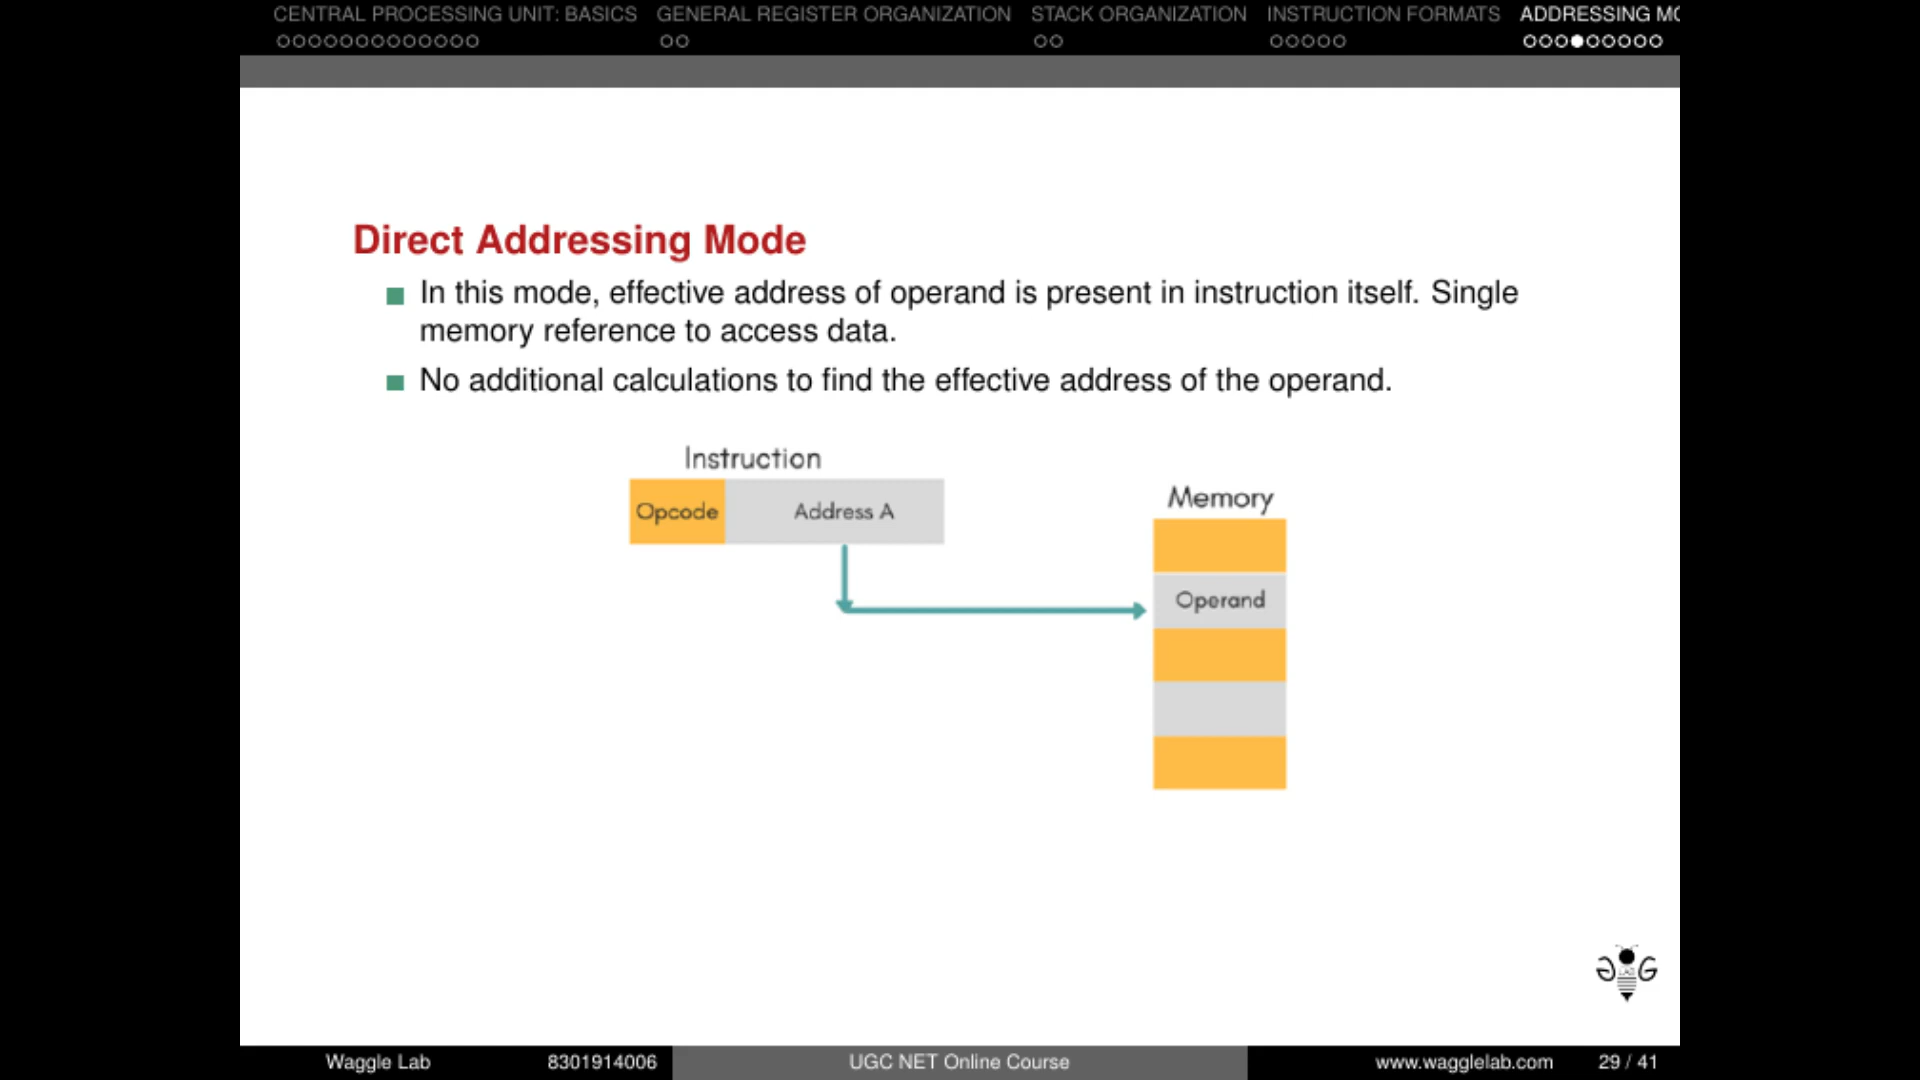 CENTRAL PROCESSING UNIT: BASICS GENERAL REGISTER ORGANIZATION STACK ORGANIZATION INSTRUCTION FORMATS ADDRESSING MO
Direct Addressing Mode
In this mode, effective address of operand is present in instruction itself. Single
memory reference to access data.
No additional calculations to find the effective address of the operand.
Instruction
Opcode Address A
Memory
Operand
Waggle Lab 8301914006 UGC NET Online Course www.wagglelab.com 29 / 41